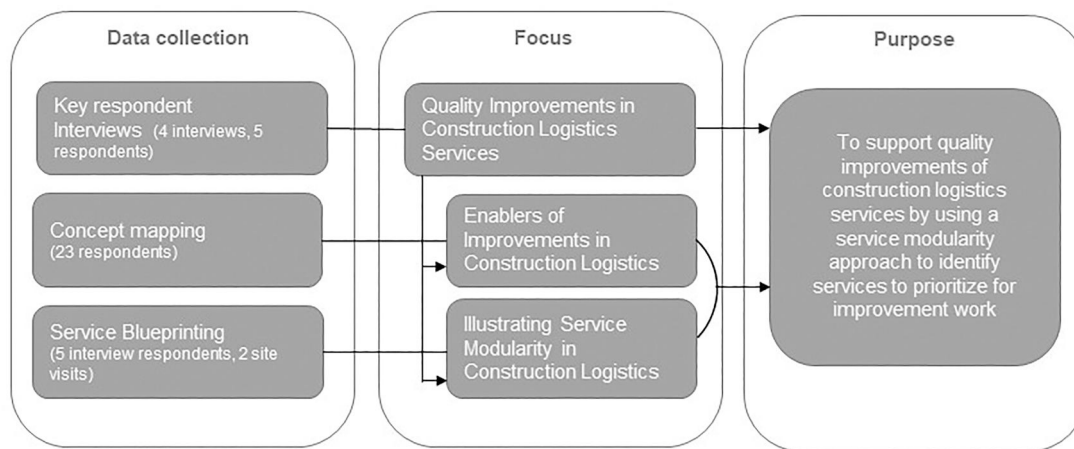 Data collection
Key respondent
Interviews (4 interviews, 5
respondents)
Concept mapping
(23 respondents)
Service Blueprinting
(5 interview respondents, 2 site
visits)
Focus
Quality Improvements in
Construction Logistics
Services
Enablers of
Improvements in
Construction Logistics
Illustrating Service
Modularity in
Construction Logistics
Purpose
To support quality
improvements of
construction logistics
services by using a
service modularity
approach to identify
services to prioritize for
improvement work